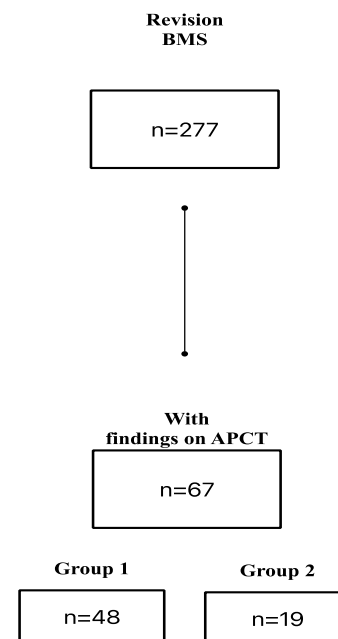 Revision
BMS
n=277
With
findings on APCT
n=67
Group 1
Group 2
n=48
n=19